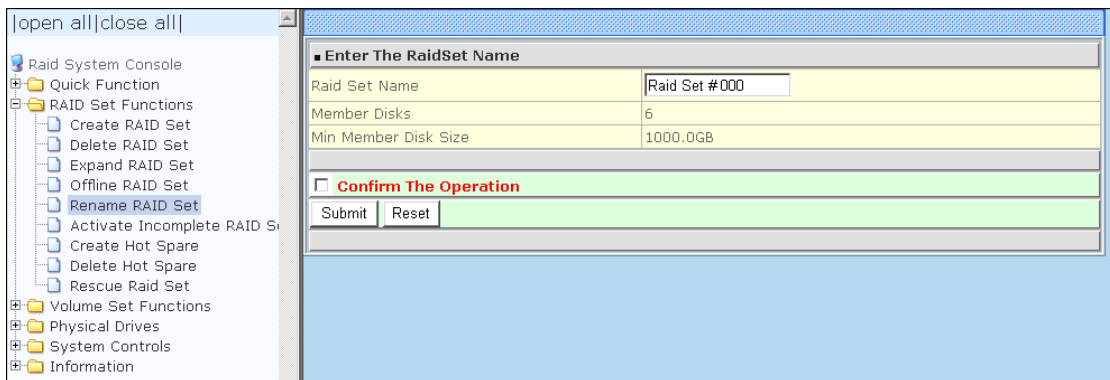 |open all|close all|
Raid System Console
Quick Function
RAID Set Functions
Create RAID Set
Delete RAID Set
Expand RAID Set
Offline RAID Set
Rename RAID Set
Activate Incomplete RAID S
Create Hot Spare
Delete Hot Spare
Rescue Raid Set
Volume Set Functions
Physical Drives
System Controls
Information
Enter The RaidSet Name
Raid Set Name Raid Set #000
Member Disks 6
Min Member Disk Size 1000.0GB
Confirm The Operation
Submit Reset